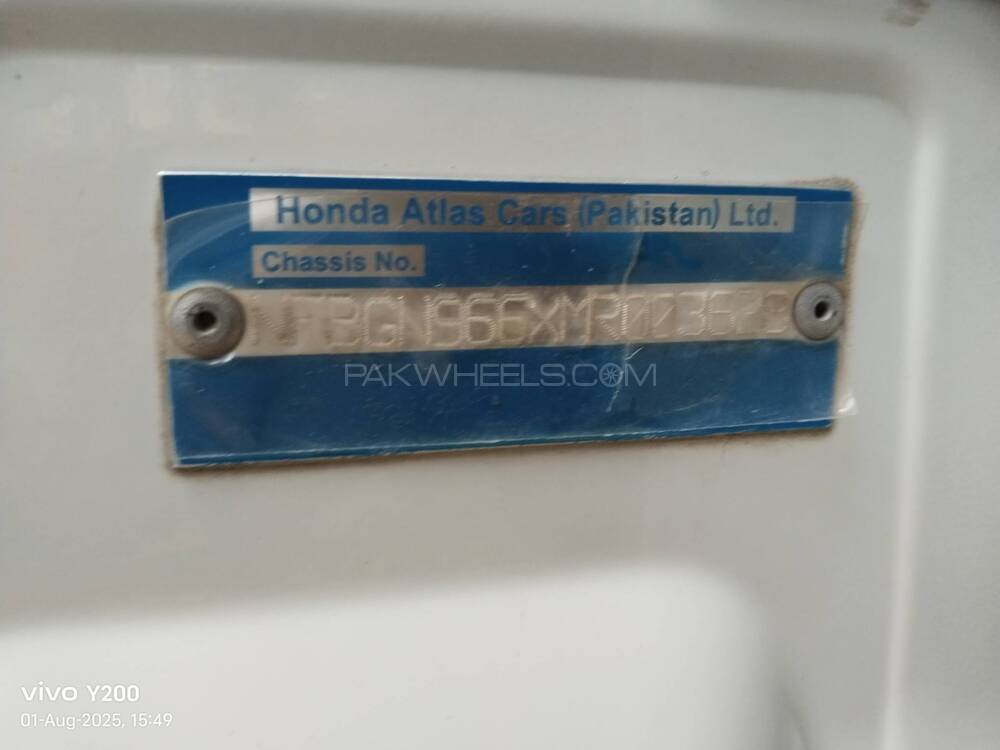 Honda Atlas Cars (Pakistan) Ltd.
Chassis No.
PAKWHEELS.COM
vivo Y200
01-Aug-2025, 15:49